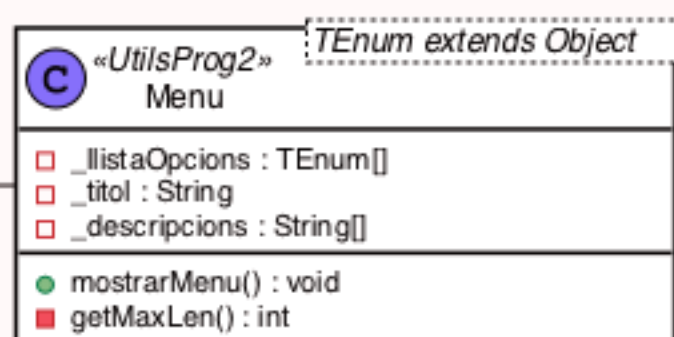 TEnum extends Object
C
«UtilsProg2»
Menu
_llistaOpcions : TEnum[]
_titol : String
_descripcions : String[]
mostrarMenu() : void
getMaxLen() : int